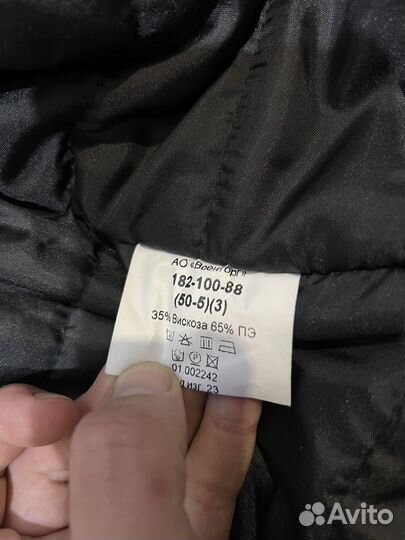 АО «Военторг»
182-100-88
(50-5)(3)
35% Вискоза 65% ПЭ
01.002242
изг. 23
Avito